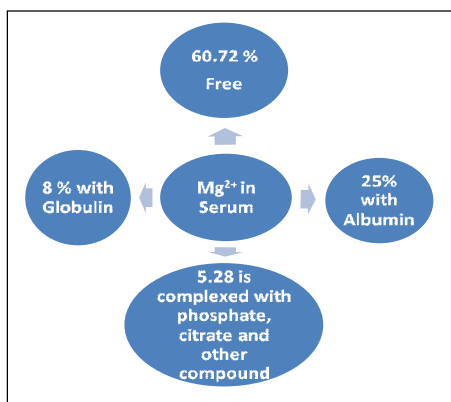 60.72 %
Free
8 % with
Globulin
Mg²⁺ in
Serum
25%
with
Albumin
5.28 is
complexed with
phosphate,
citrate and
other
compound